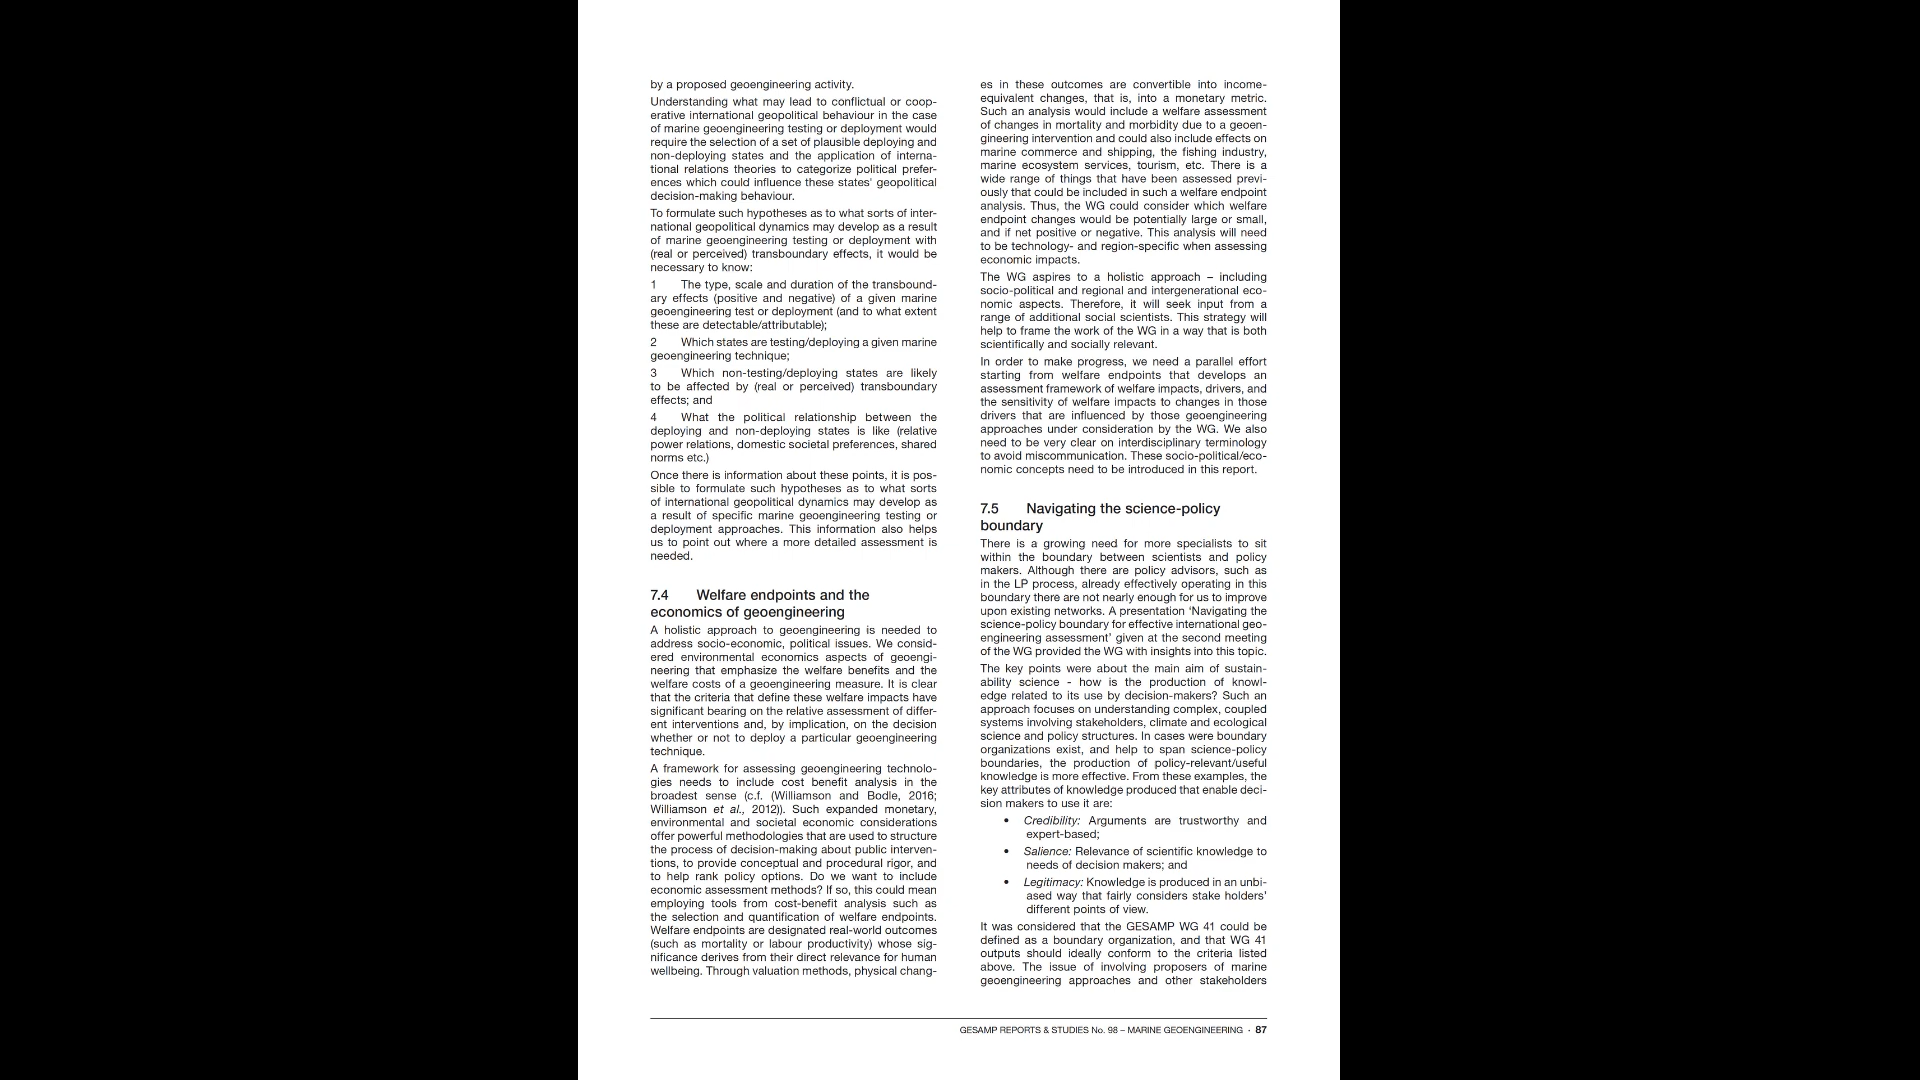 by a proposed geoengineering activity.
Understanding what may lead to conflictual or coop-
erative international geopolitical behaviour in the case
of marine geoengineering testing or deployment would
require the selection of a set of plausible deploying and
non-deploying states and the application of interna-
tional relations theories to categorize political prefer-
ences which could influence these states' geopolitical
decision-making behaviour.
To formulate such hypotheses as to what sorts of inter-
national geopolitical dynamics may develop as a result
of marine geoengineering testing or deployment with
(real or perceived) transboundary effects, it would be
necessary to know:
1 The type, scale and duration of the transbound-
ary effects (positive and negative) of a given marine
geoengineering test or deployment (and to what extent
these are detectable/attributable);
2 Which states are testing/deploying a given marine
geoengineering technique;
3 Which non-testing/deploying states are likely
to be affected by (real or perceived) transboundary
effects; and
4 What the political relationship between the
deploying and non-deploying states is like (relative
power relations, domestic societal preferences, shared
norms etc.)
Once there is information about these points, it is pos-
sible to formulate such hypotheses as to what sorts
of international geopolitical dynamics may develop as
a result of specific marine geoengineering testing or
deployment approaches. This information also helps
us to point out where a more detailed assessment is
needed.
7.4 Welfare endpoints and the
economics of geoengineering
A holistic approach to geoengineering is needed to
address socio-economic, political issues. We consid-
ered environmental economics aspects of geoengi-
neering that emphasize the welfare benefits and the
welfare costs of a geoengineering measure. It is clear
that the criteria that define these welfare impacts have
significant bearing on the relative assessment of differ-
ent interventions and, by implication, on the decision
whether or not to deploy a particular geoengineering
technique.
A framework for assessing geoengineering technolo-
gies needs to include cost benefit analysis in the
broadest sense (c.f. (Williamson and Bodle, 2016;
Williamson et al., 2012)). Such expanded monetary,
environmental and societal economic considerations
offer powerful methodologies that are used to structure
the process of decision-making about public interven-
tions, to provide conceptual and procedural rigor, and
to help rank policy options. Do we want to include
economic assessment methods? If so, this could mean
employing tools from cost-benefit analysis such as
the selection and quantification of welfare endpoints.
Welfare endpoints are designated real-world outcomes
(such as mortality or labour productivity) whose sig-
nificance derives from their direct relevance for human
wellbeing. Through valuation methods, physical chang-
es in these outcomes are convertible into income-
equivalent changes, that is, into a monetary metric.
Such an analysis would include a welfare assessment
of changes in mortality and morbidity due to a geoen-
gineering intervention and could also include effects on
marine commerce and shipping, the fishing industry,
marine ecosystem services, tourism, etc. There is a
wide range of things that have been assessed previ-
ously that could be included in such a welfare endpoint
analysis. Thus, the WG could consider which welfare
endpoint changes would be potentially large or small,
and if net positive or negative. This analysis will need
to be technology- and region-specific when assessing
economic impacts.
The WG aspires to a holistic approach – including
socio-political and regional and intergenerational eco-
nomic aspects. Therefore, it will seek input from a
range of additional social scientists. This strategy will
help to frame the work of the WG in a way that is both
scientifically and socially relevant.
In order to make progress, we need a parallel effort
starting from welfare endpoints that develops an
assessment framework of welfare impacts, drivers, and
the sensitivity of welfare impacts to changes in those
drivers that are influenced by those geoengineering
approaches under consideration by the WG. We also
need to be very clear on interdisciplinary terminology
to avoid miscommunication. These socio-political/eco-
nomic concepts need to be introduced in this report.
7.5 Navigating the science-policy
boundary
There is a growing need for more specialists to sit
within the boundary between scientists and policy
makers. Although there are policy advisors, such as
in the LP process, already effectively operating in this
boundary there are not nearly enough for us to improve
upon existing networks. A presentation ‘Navigating the
science-policy boundary for effective international geo-
engineering assessment’ given at the second meeting
of the WG provided the WG with insights into this topic.
The key points were about the main aim of sustain-
ability science - how is the production of knowl-
edge related to its use by decision-makers? Such an
approach focuses on understanding complex, coupled
systems involving stakeholders, climate and ecological
science and policy structures. In cases were boundary
organizations exist, and help to span science-policy
boundaries, the production of policy-relevant/useful
knowledge is more effective. From these examples, the
key attributes of knowledge produced that enable deci-
sion makers to use it are:
• Credibility: Arguments are trustworthy and
expert-based;
• Salience: Relevance of scientific knowledge to
needs of decision makers; and
• Legitimacy: Knowledge is produced in an unbi-
ased way that fairly considers stake holders’
different points of view.
It was considered that the GESAMP WG 41 could be
defined as a boundary organization, and that WG 41
outputs should ideally conform to the criteria listed
above. The issue of involving proposers of marine
geoengineering approaches and other stakeholders
GESAMP REPORTS & STUDIES No. 98 – MARINE GEOENGINEERING · 87